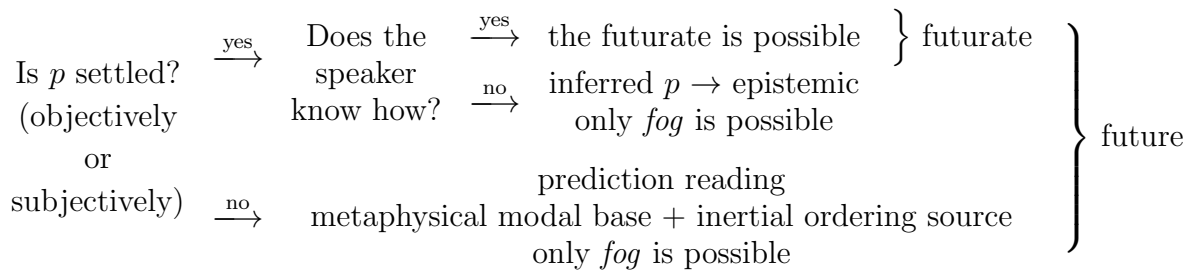 Is p settled?
(objectively
or
subjectively)
yes
Does the
speaker
know how?
yes
the futurate is possible
futurate
no
inferred p → epistemic
only fog is possible
no
prediction reading
metaphysical modal base + inertial ordering source
only fog is possible
future